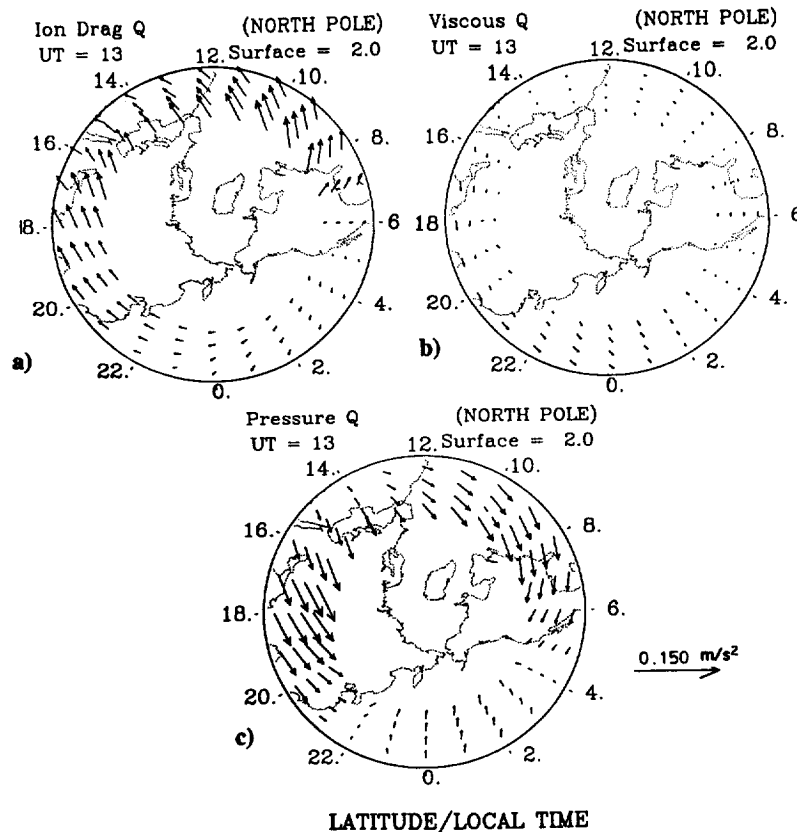 Ion Drag Q (NORTH POLE)
UT = 13 12. Surface = 2.0
14. 10.
16. 8.
18. 6
20. 4.
22. 2.
0.
a)
Viscous Q (NORTH POLE)
UT = 13 12. Surface = 2.0
14. 10.
16. 8.
18 6
20. 4.
22. 2.
0.
b)
Pressure Q (NORTH POLE)
UT = 13 12. Surface = 2.0
14. 10.
16. 8.
18. 6.
20. 4.
22. 2.
0.
c)
0.150 m/s²
LATITUDE/LOCAL TIME